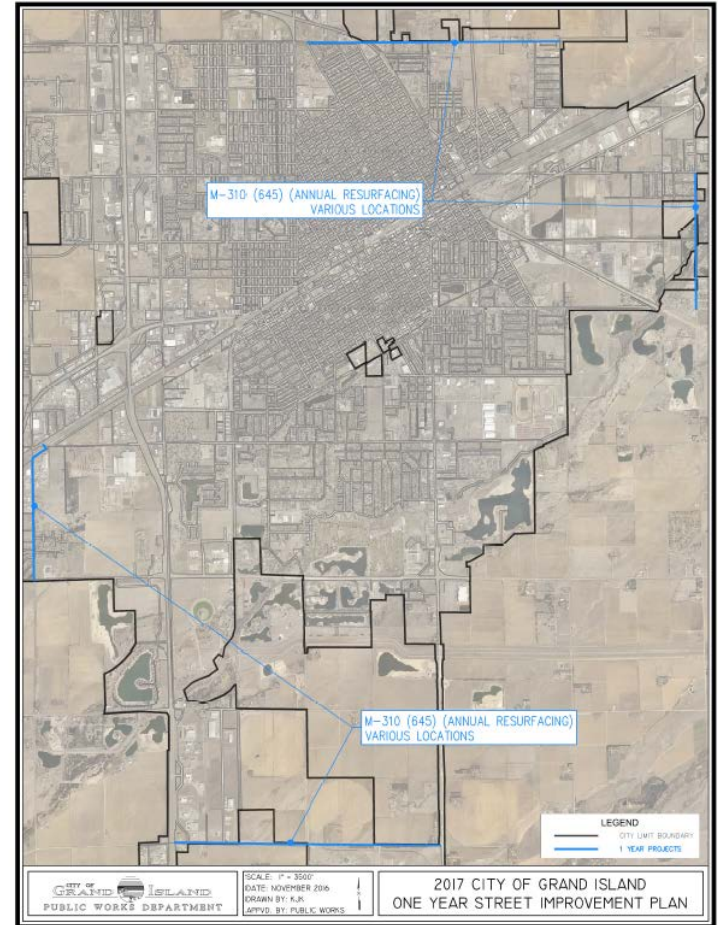 M-310 (645) (ANNUAL RESURFACING)
VARIOUS LOCATIONS
M-310 (645) (ANNUAL RESURFACING)
VARIOUS LOCATIONS
LEGEND
CITY LIMIT BOUNDARY
1 YEAR PROJECTS
CITY OF
GRAND ISLAND
PUBLIC WORKS DEPARTMENT
SCALE: 1" = 3500'
DATE: NOVEMBER 2016
DRAWN BY: KJK
APPVD. BY: PUBLIC WORKS
2017 CITY OF GRAND ISLAND
ONE YEAR STREET IMPROVEMENT PLAN